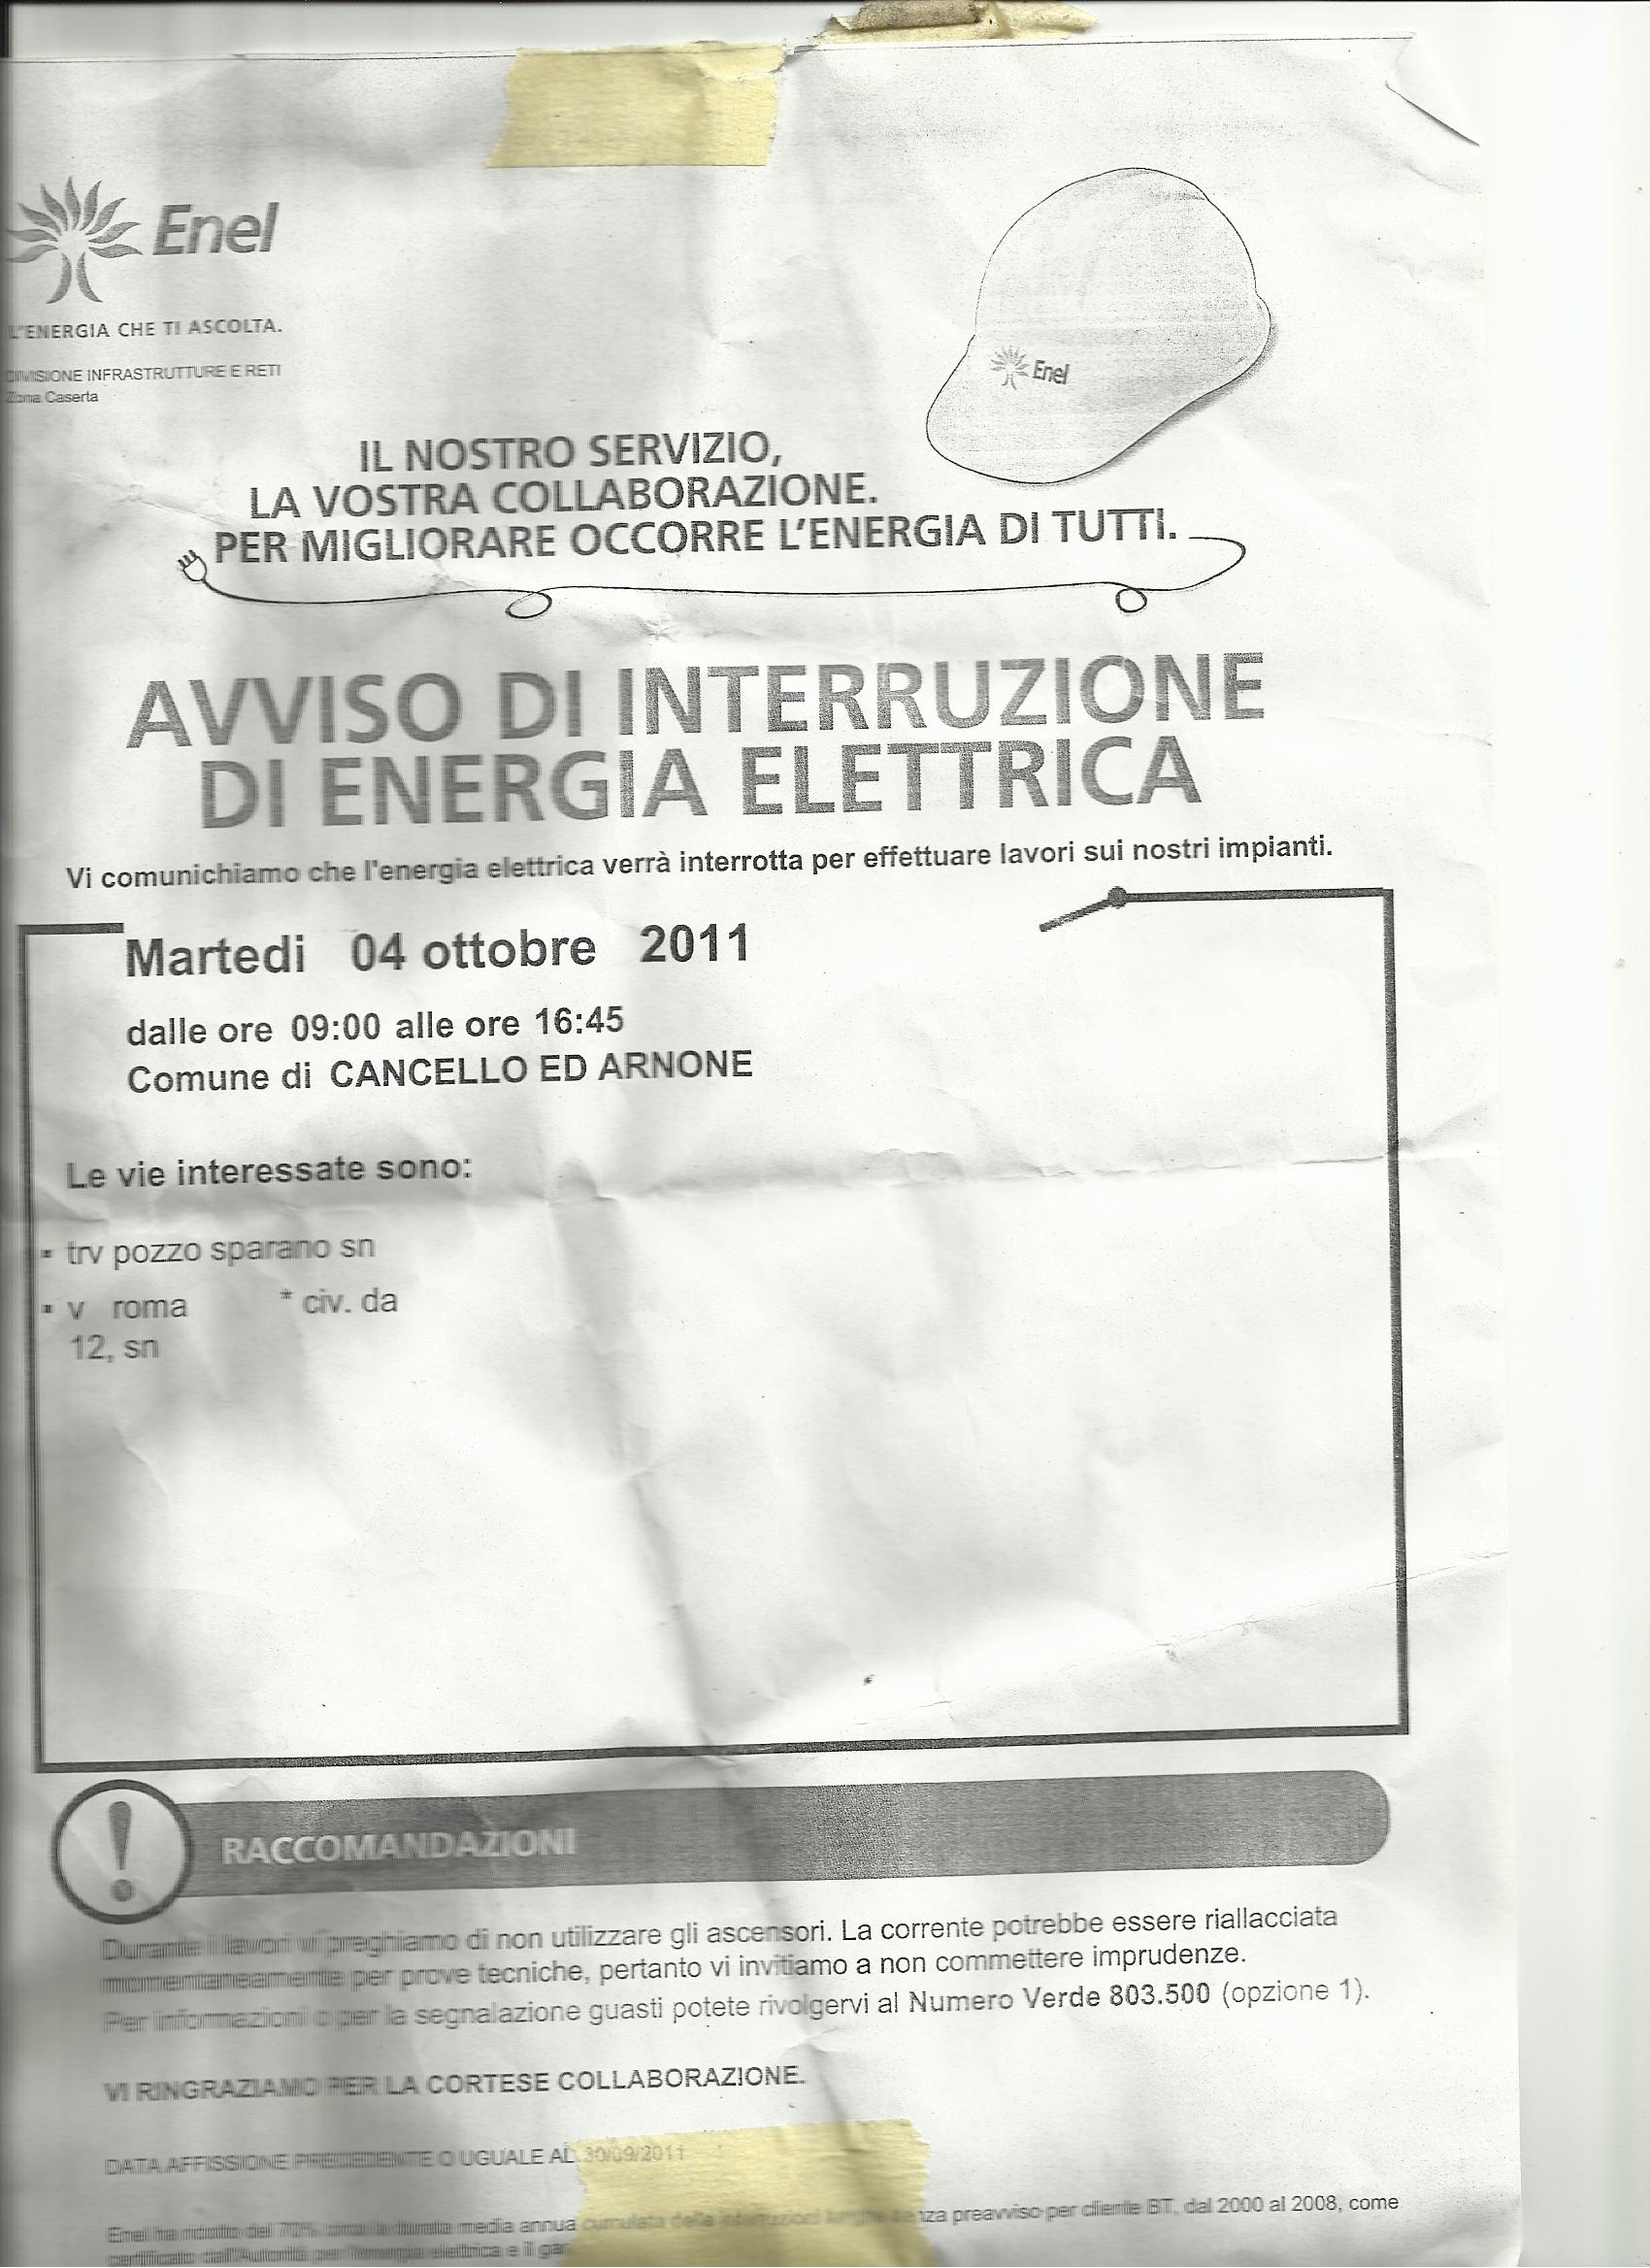 Enel
L'ENERGIA CHE TI ASCOLTA.
DIVISIONE INFRASTRUTTURE E RETI
Zona Caserta
Enel
IL NOSTRO SERVIZIO,
LA VOSTRA COLLABORAZIONE.
PER MIGLIORARE OCCORRE L'ENERGIA DI TUTTI.
AVVISO DI INTERRUZIONE
DI ENERGIA ELETTRICA
Vi comunichiamo che l'energia elettrica verrà interrotta per effettuare lavori sui nostri impianti.
Martedi 04 ottobre 2011
dalle ore 09:00 alle ore 16:45
Comune di CANCELLO ED ARNONE
Le vie interessate sono:
▪ trv pozzo sparano sn
▪ v roma * civ. da
12, sn
RACCOMANDAZIONI
Durante i lavori vi preghiamo di non utilizzare gli ascensori. La corrente potrebbe essere riallacciata
momentaneamente per prove tecniche, pertanto vi invitiamo a non commettere imprudenze.
Per informazioni o per la segnalazione guasti potete rivolgervi al Numero Verde 803.500 (opzione 1).
VI RINGRAZIAMO PER LA CORTESE COLLABORAZIONE.
DATA AFFISSIONE PRECEDENTE O UGUALE AL 30/09/2011
Enel ha ridotto del 70% circa la durata media annua cumulata delle interruzioni lunghe senza preavviso per cliente BT, dal 2000 al 2008, come
certificato dall'Autorità per l'energia elettrica e il gas